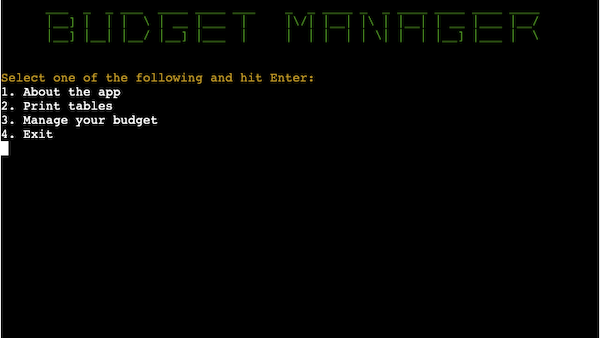 BUDGET MANAGER
Select one of the following and hit Enter:
1. About the app
2. Print tables
3. Manage your budget
4. Exit